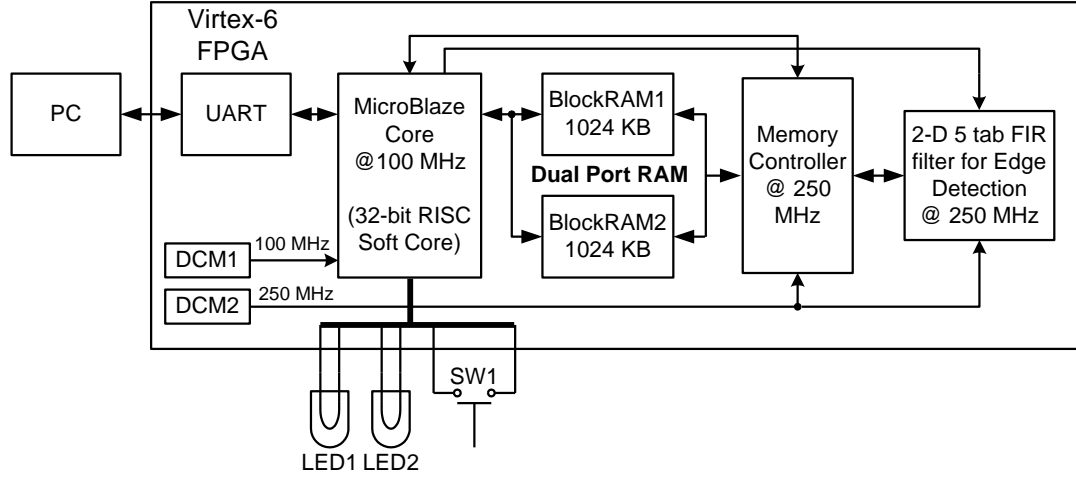 Virtex-6
FPGA
PC
UART
MicroBlaze
Core
@100 MHz
(32-bit RISC
Soft Core)
BlockRAM1
1024 KB
Dual Port RAM
BlockRAM2
1024 KB
Memory
Controller
@ 250
MHz
2-D 5 tab FIR
filter for Edge
Detection
@ 250 MHz
DCM1
100 MHz
DCM2
250 MHz
SW1
LED1
LED2